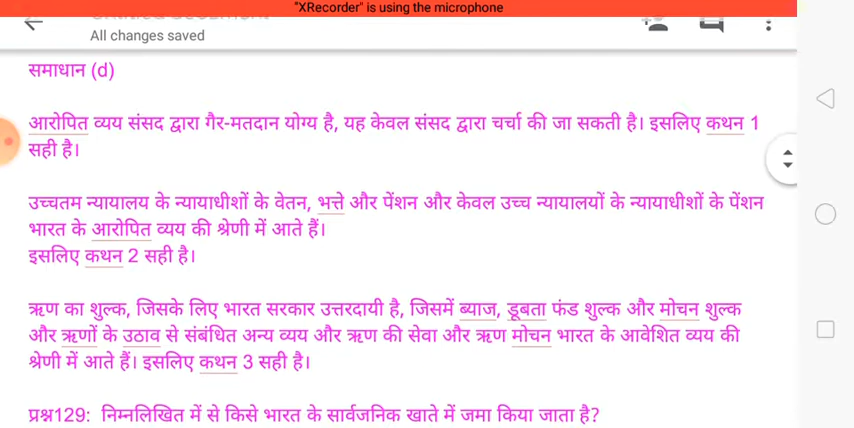 "XRecorder" is using the microphone
All changes saved
समाधान (d)
आरोपित व्यय संसद द्वारा गैर-मतदान योग्य है, यह केवल संसद द्वारा चर्चा की जा सकती है। इसलिए कथन 1
सही है।
उच्चतम न्यायालय के न्यायाधीशों के वेतन, भत्ते और पेंशन और केवल उच्च न्यायालयों के न्यायाधीशों के पेंशन
भारत के आरोपित व्यय की श्रेणी में आते हैं।
इसलिए कथन 2 सही है।
ऋण का शुल्क, जिसके लिए भारत सरकार उत्तरदायी है, जिसमें ब्याज, डूबता फंड शुल्क और मोचन शुल्क
और ऋणों के उठाव से संबंधित अन्य व्यय और ऋण की सेवा और ऋण मोचन भारत के आवेशित व्यय की
श्रेणी में आते हैं। इसलिए कथन 3 सही है।
प्रश्न129: निम्नलिखित में से किसे भारत के सार्वजनिक खाते में जमा किया जाता है?